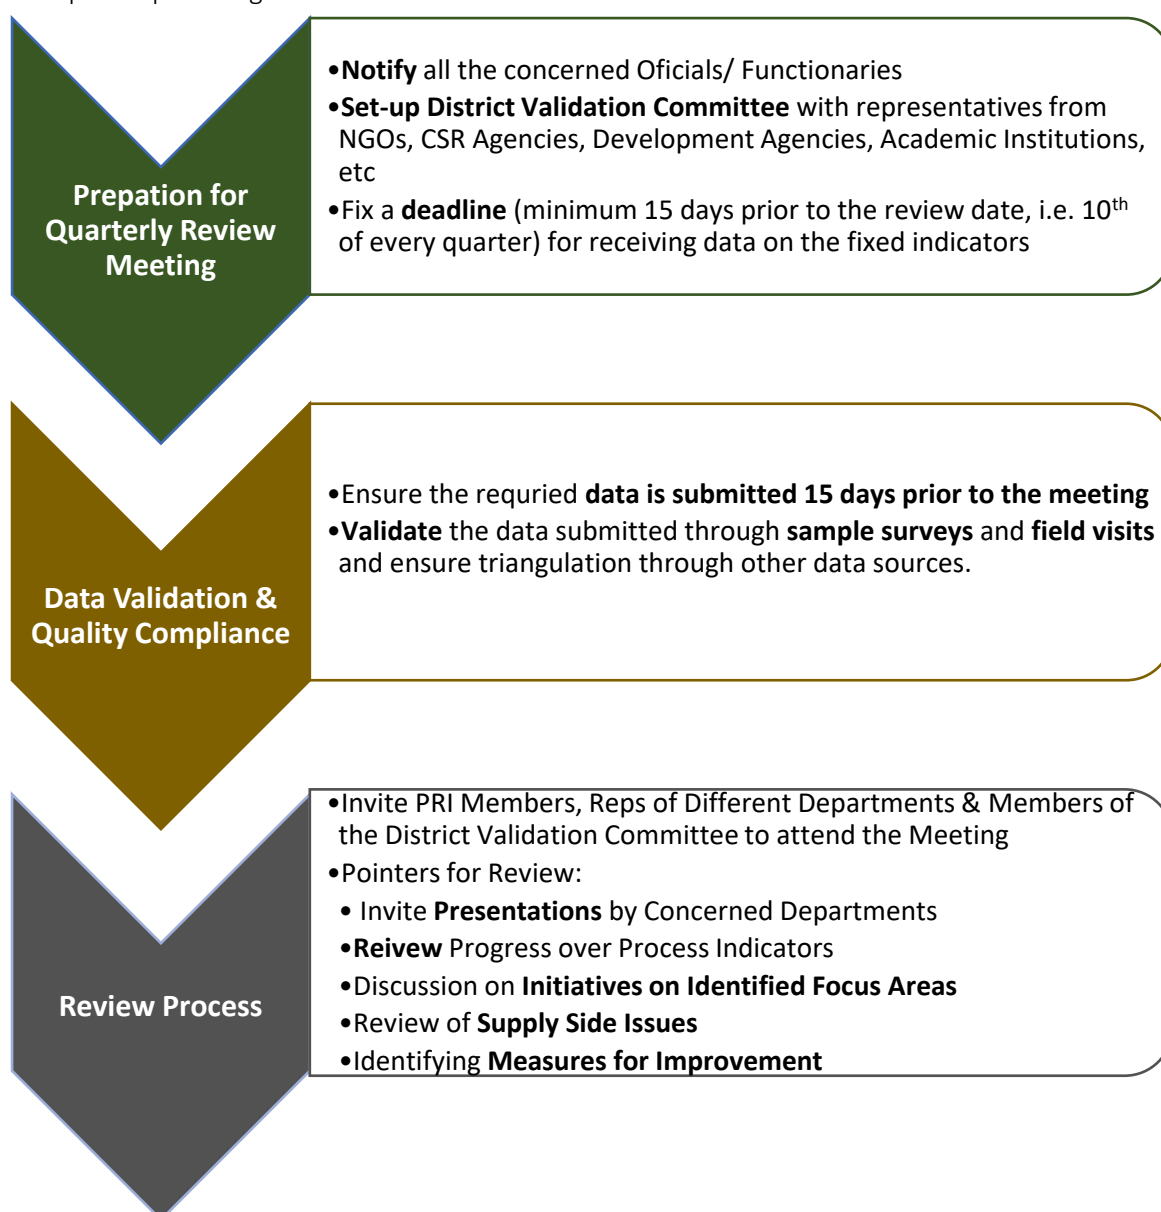 Prepation for
Quarterly Review
Meeting
•Notify all the concerned Oficials/ Functionaries
•Set-up District Validation Committee with representatives from
NGOs, CSR Agencies, Development Agencies, Academic Institutions,
etc
•Fix a deadline (minimum 15 days prior to the review date, i.e. 10th
of every quarter) for receiving data on the fixed indicators
Data Validation &
Quality Compliance
•Ensure the requried data is submitted 15 days prior to the meeting
•Validate the data submitted through sample surveys and field visits
and ensure triangulation through other data sources.
Review Process
•Invite PRI Members, Reps of Different Departments & Members of
the District Validation Committee to attend the Meeting
•Pointers for Review:
• Invite Presentations by Concerned Departments
•Reivew Progress over Process Indicators
•Discussion on Initiatives on Identified Focus Areas
•Review of Supply Side Issues
•Identifying Measures for Improvement